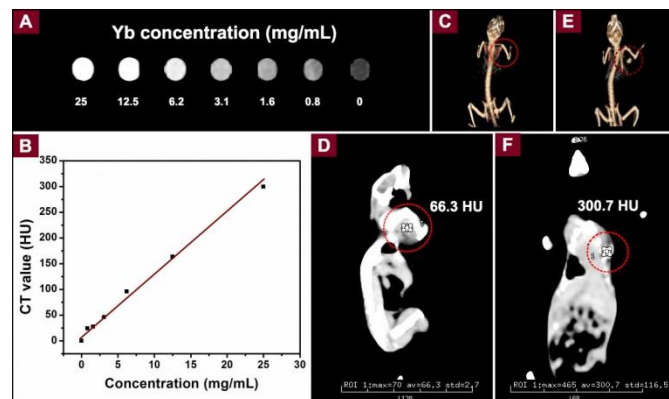 A
Yb concentration (mg/mL)
25 12.5 6.2 3.1 1.6 0.8 0
B
CT value (HU)
350
300
250
200
150
100
50
0
0 5 10 15 20 25 30
Concentration (mg/mL)
C
E
D
66.3 HU
ROI 1:max=70 av=66.3 std=2.7
F
300.7 HU
ROI 1:max=465 av=300.7 std=116.5